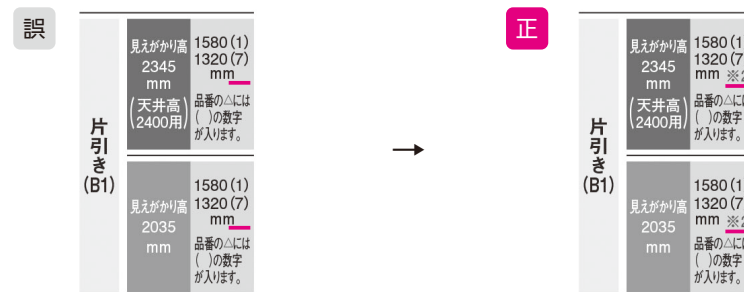 誤
片引き
(B1)
見えがかり高
2345
mm
(天井高
2400用)
1580(1)
1320(7)
mm
品番の△には
( )の数字
が入ります。
見えがかり高
2035
mm
1580(1)
1320(7)
mm
品番の△には
( )の数字
が入ります。
→
正
片引き
(B1)
見えがかり高
2345
mm
(天井高
2400用)
1580(1
1320(7
mm ※2
品番の△に
( )の数字
が入ります。
見えがかり高
2035
mm
1580(1
1320(7
mm ※2
品番の△に
( )の数字
が入ります。